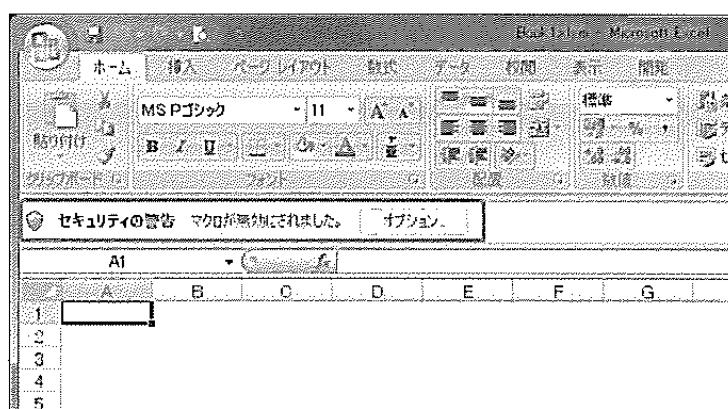 Microsoft Excel
ホーム 挿入 ページ レイアウト 数式 データ 校閲 表示 開発
MS Pゴシック 11 A A 標準
貼り付け B I U A % ,
クリップボード フォント 配置 数値
セキュリティの警告 マクロが無効にされました。 オプション...
A1 fx
A B C D E F G
1
2
3
4
5